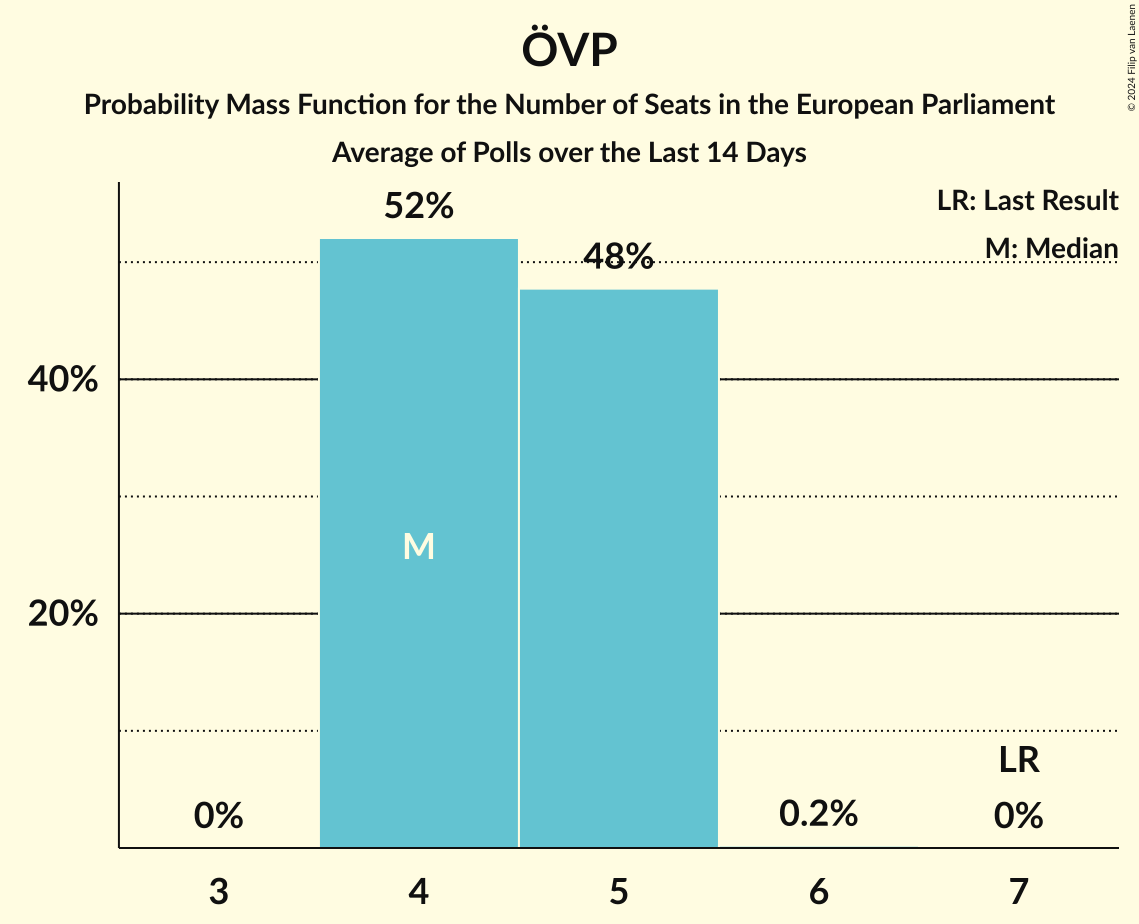 ÖVP
Probability Mass Function for the Number of Seats in the European Parliament
Average of Polls over the Last 14 Days
© 2024 Filip van Laenen
LR: Last Result
M: Median
52%
48%
40%
M
20%
LR
0%
0.2%
0%
3 4 5 6 7